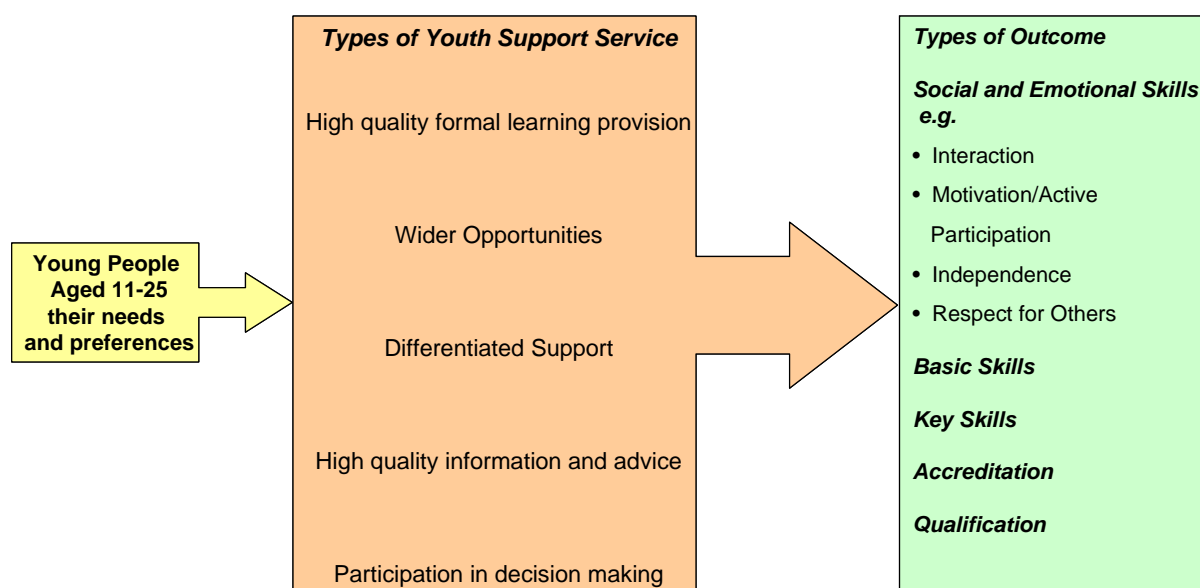 Young People
Aged 11-25
their needs
and preferences
Types of Youth Support Service
High quality formal learning provision
Wider Opportunities
Differentiated Support
High quality information and advice
Participation in decision making
Types of Outcome
Social and Emotional Skills
e.g.
• Interaction
• Motivation/Active
Participation
• Independence
• Respect for Others
Basic Skills
Key Skills
Accreditation
Qualification